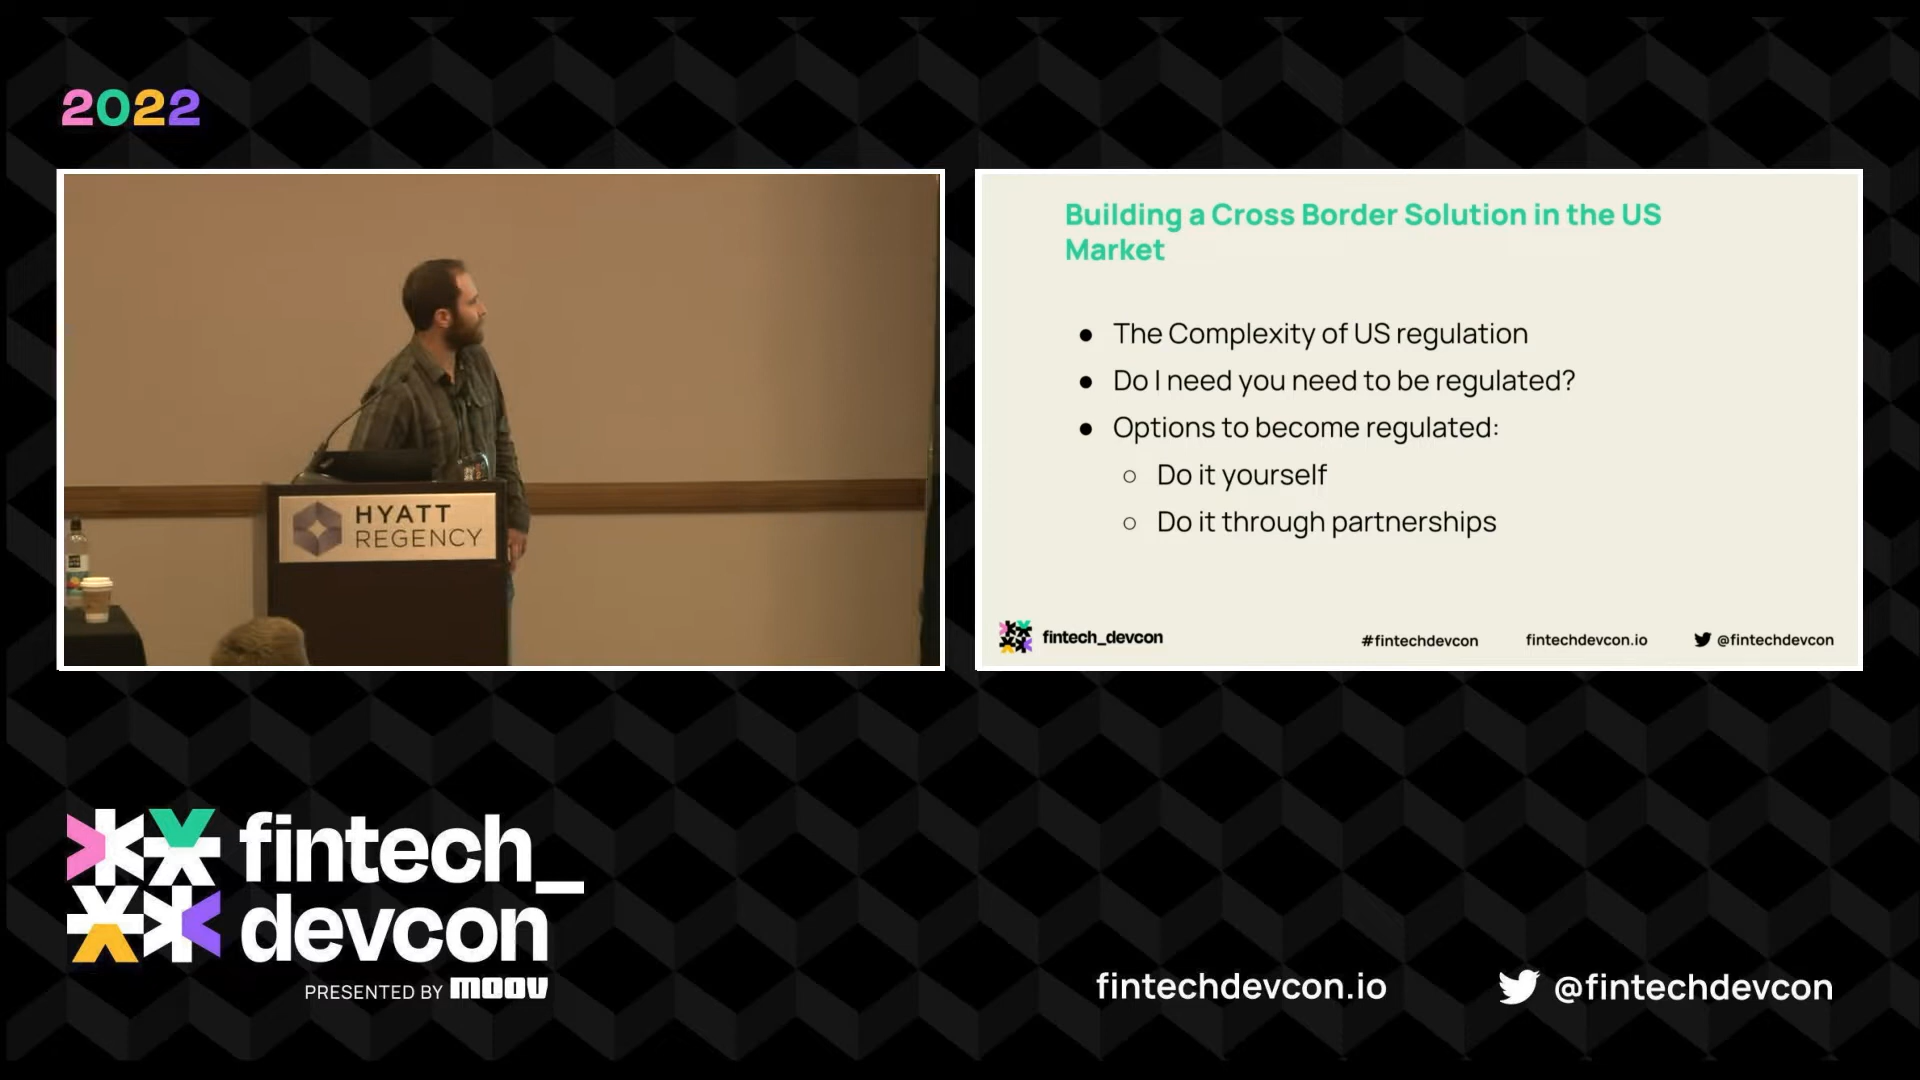 2022
HYATT
REGENCY
Building a Cross Border Solution in the US
Market
● The Complexity of US regulation
● Do I need you need to be regulated?
● Options to become regulated:
○ Do it yourself
○ Do it through partnerships
fintech_devcon
#fintechdevcon
fintechdevcon.io
@fintechdevcon
fintech_
devcon
PRESENTED BY moov
fintechdevcon.io
@fintechdevcon